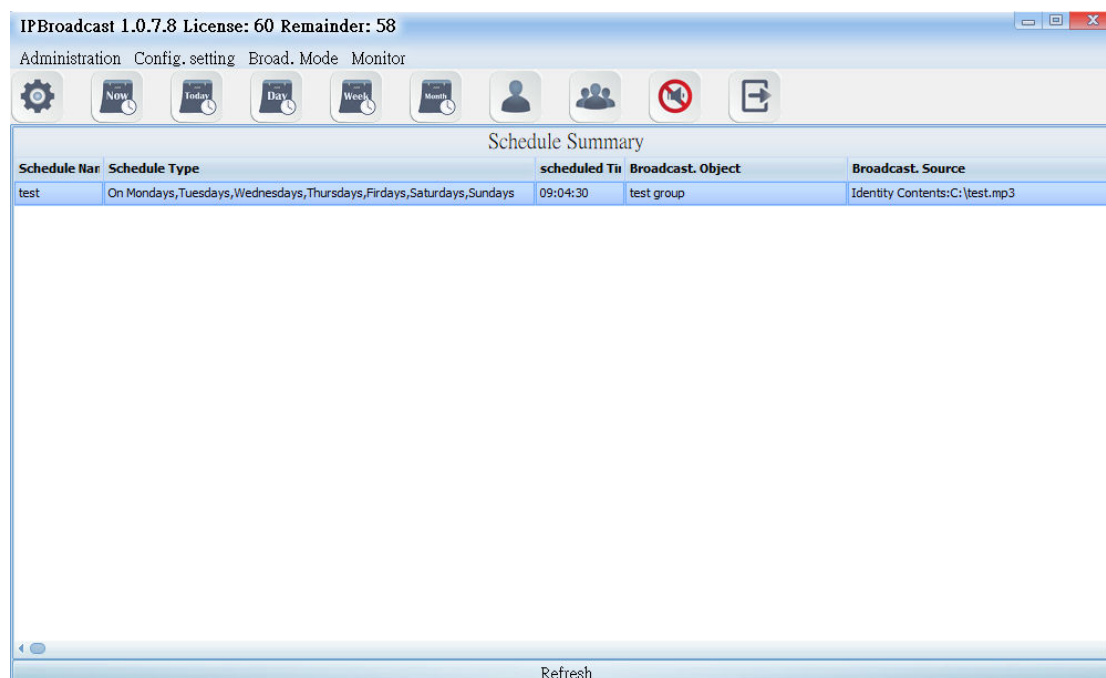 IPBroadcast 1.0.7.8 License: 60 Remainder: 58
Administration Config. setting Broad. Mode Monitor
Now Today Day Week Month
Schedule Summary
Schedule Nar Schedule Type scheduled Tii Broadcast. Object Broadcast. Source
test On Mondays,Tuesdays,Wednesdays,Thursdays,Firdays,Saturdays,Sundays 09:04:30 test group Identity Contents:C:\test.mp3
Refresh